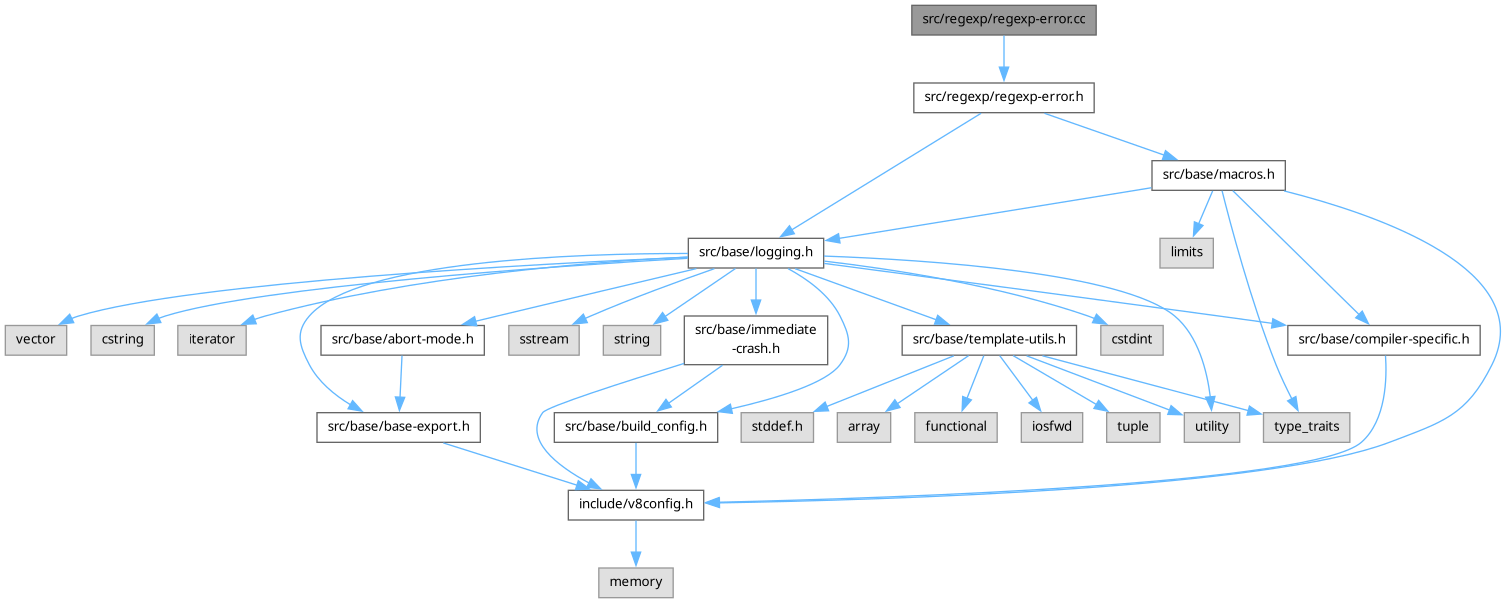 src/regexp/regexp-error.cc
src/regexp/regexp-error.h
src/base/macros.h
src/base/logging.h
limits
vector
cstring
iterator
src/base/abort-mode.h
sstream
string
src/base/immediate
-crash.h
src/base/template-utils.h
cstdint
src/base/compiler-specific.h
src/base/base-export.h
src/base/build_config.h
stddef.h
array
functional
iosfwd
tuple
utility
type_traits
include/v8config.h
memory